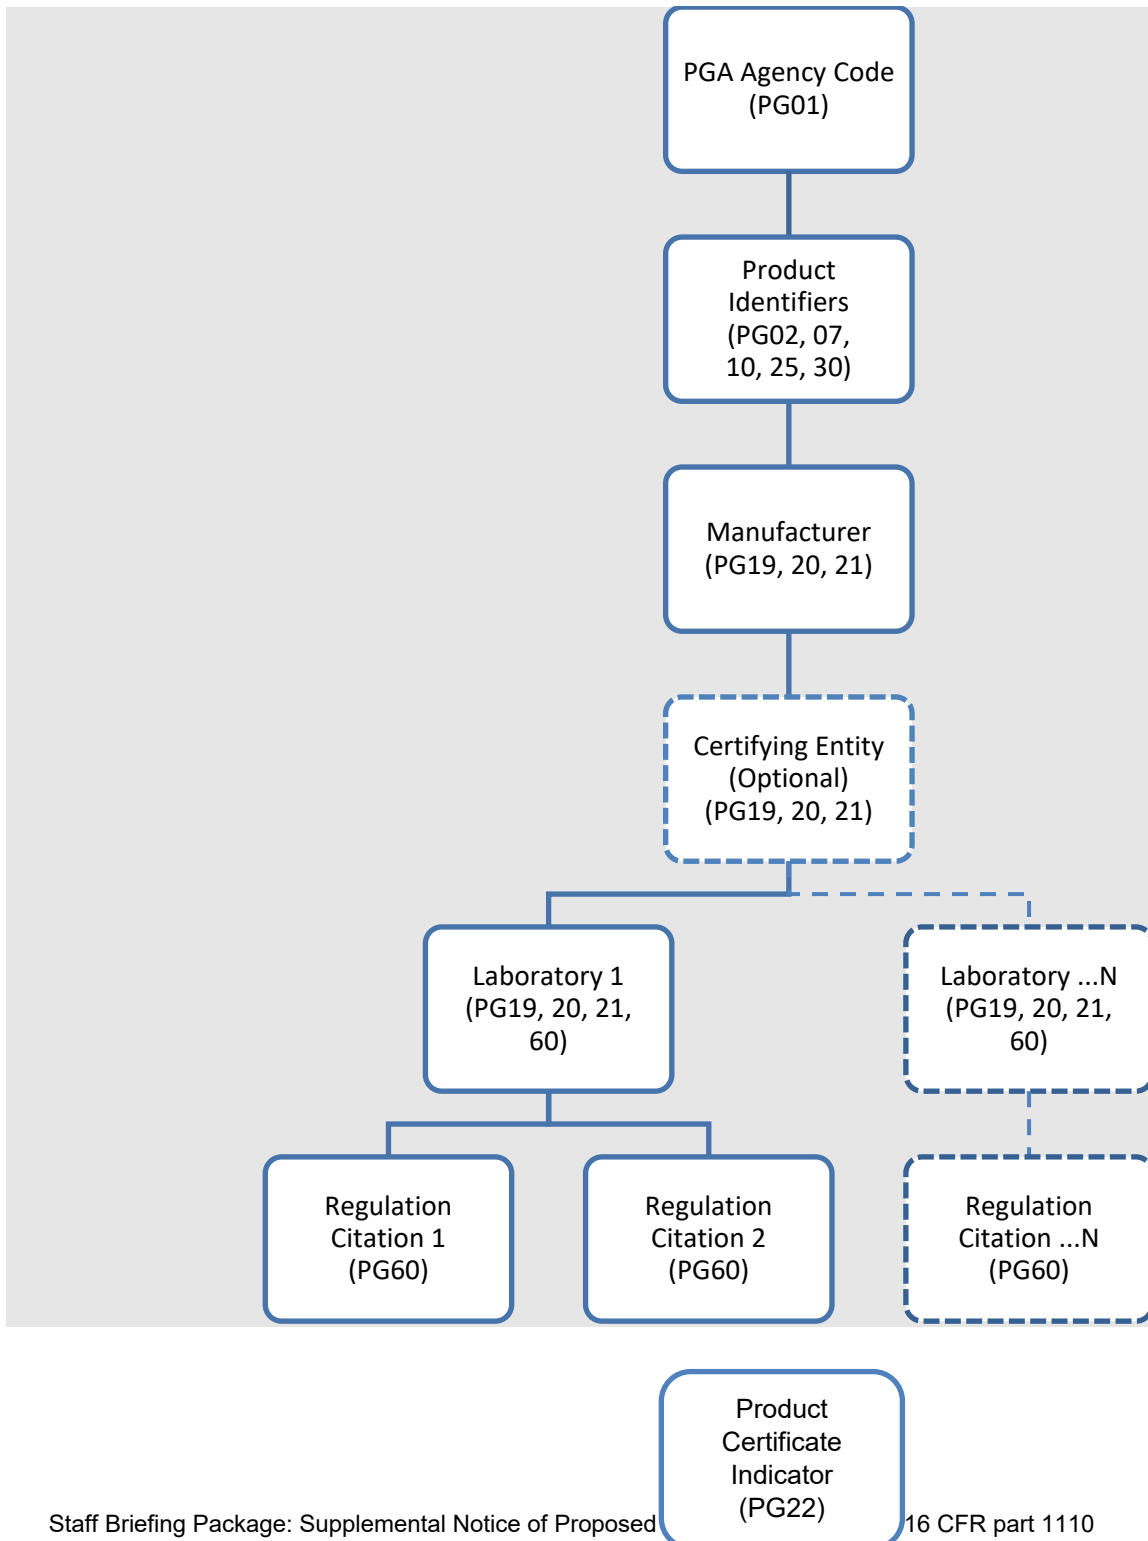 PGA Agency Code
(PG01)
Product
Identifiers
(PG02, 07,
10, 25, 30)
Manufacturer
(PG19, 20, 21)
Certifying Entity
(Optional)
(PG19, 20, 21)
Laboratory 1
(PG19, 20, 21,
60)
Laboratory ...N
(PG19, 20, 21,
60)
Regulation
Citation 1
(PG60)
Regulation
Citation 2
(PG60)
Regulation
Citation ...N
(PG60)
Product
Certificate
Indicator
(PG22)
Staff Briefing Package: Supplemental Notice of Proposed 16 CFR part 1110